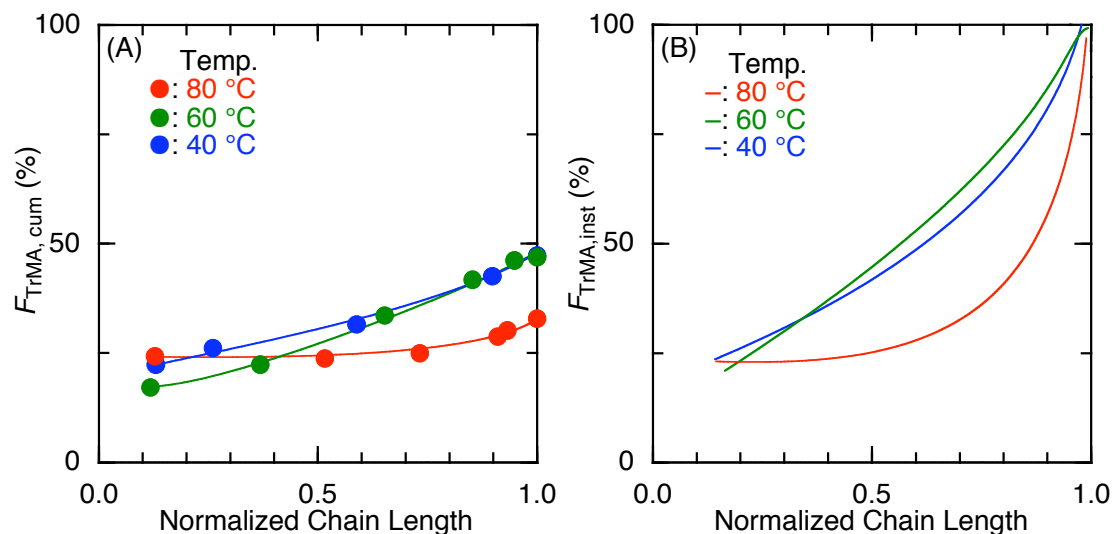 (A)
Temp.
: 80 °C
: 60 °C
: 40 °C
100
50
0
F_TrMA, cum (%)
0.0
0.5
1.0
Normalized Chain Length
(B)
Temp.
–: 80 °C
–: 60 °C
–: 40 °C
100
50
0
F_TrMA,inst (%)
0.0
0.5
1.0
Normalized Chain Length